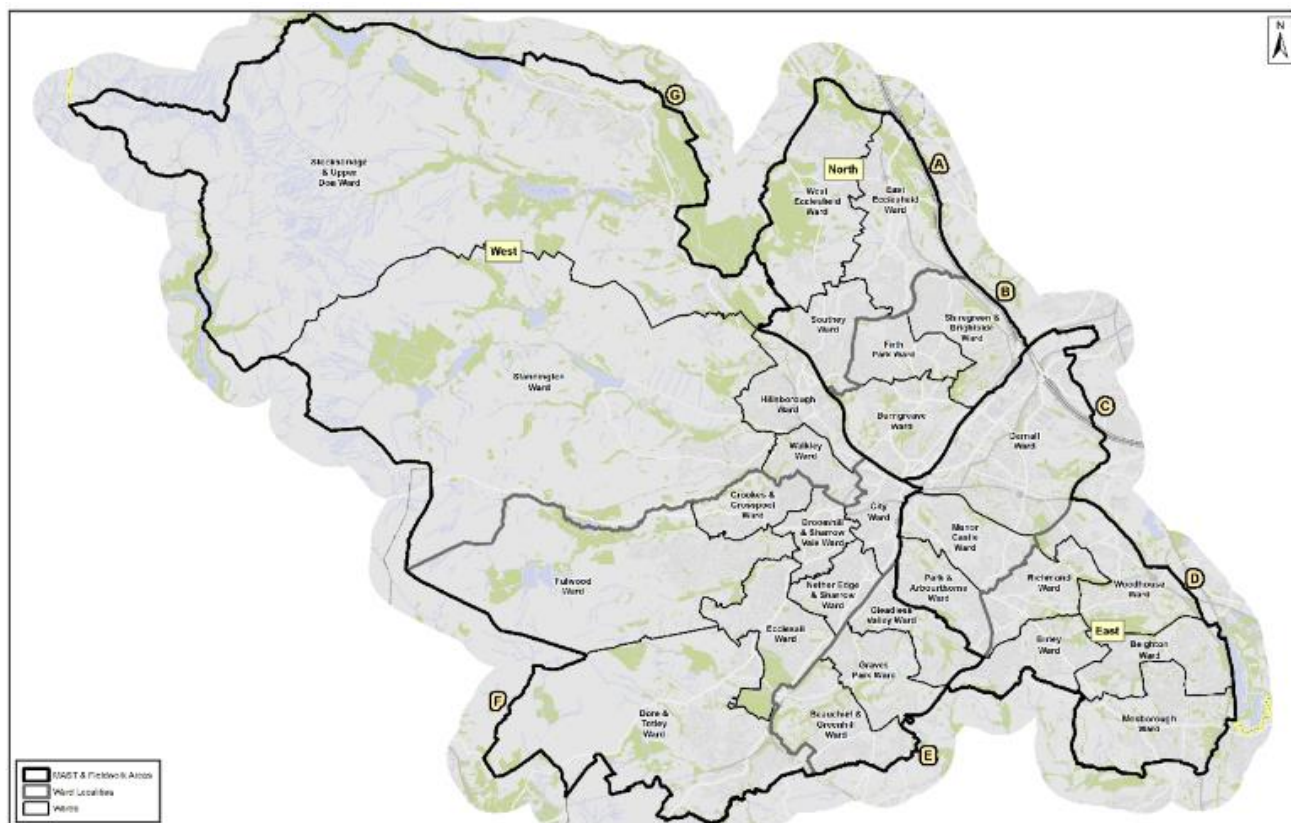 N
G
A
North
Stocksbridge
& Upper
Don Ward
West
Ecclesfield
Ward
East
Ecclesfield
Ward
West
B
Southey
Ward
Shiregreen &
Brightside
Ward
Firth
Park Ward
Stannington
Ward
Hillsborough
Ward
Burngreave
Ward
C
Darnall
Ward
Walkley
Ward
Crookes &
Crosspool
Ward
City
Ward
Broomhill
& Sharrow
Vale Ward
Manor
Castle
Ward
Fulwood
Ward
Nether Edge
& Sharrow
Ward
Park &
Arbourthorne
Ward
Richmond
Ward
Woodhouse
Ward
D
Gleadless
Valley Ward
Ecclesall
Ward
East
Birley
Ward
Beighton
Ward
Graves
Park Ward
F
Dore &
Totley
Ward
Beauchief &
Greenhill
Ward
Mosborough
Ward
E
MAST & Fieldwork Areas
Ward Localities
Wards